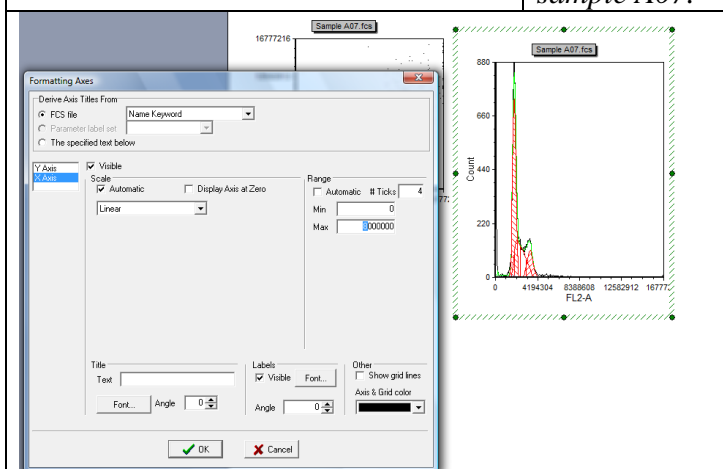 sample A07.
Sample A07.fcs
16777216
Formatting Axes
Derive Axis Titles From
FCS file
Name Keyword
Parameter label set
The specified text below
Y Axis
X Axis
Visible
Scale
Automatic
Display Axis at Zero
Linear
Range
Automatic # Ticks 4
Min 0
Max 6000000
Title
Text
Font...
Angle 0
Labels
Visible
Font...
Angle 0
Other
Show grid lines
Axis & Grid color
OK
Cancel
Sample A07.fcs
880
660
440
220
0
Count
0 4194304 8388608 12582912 16777
FL2-A